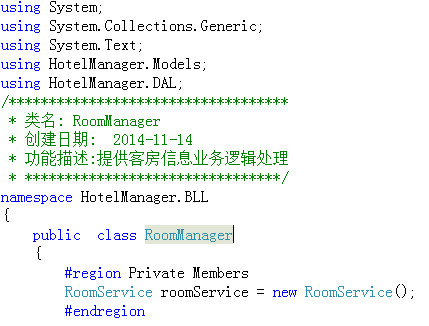 using System;
using System.Collections.Generic;
using System.Text;
using HotelManager.Models;
using HotelManager.DAL;
/***********************************
 * 类名: RoomManager
 * 创建日期:  2014-11-14
 * 功能描述:提供客房信息业务逻辑处理
 * ********************************/
namespace HotelManager.BLL
{
    public  class RoomManager
    {
        #region Private Members
        RoomService roomService = new RoomService();
        #endregion